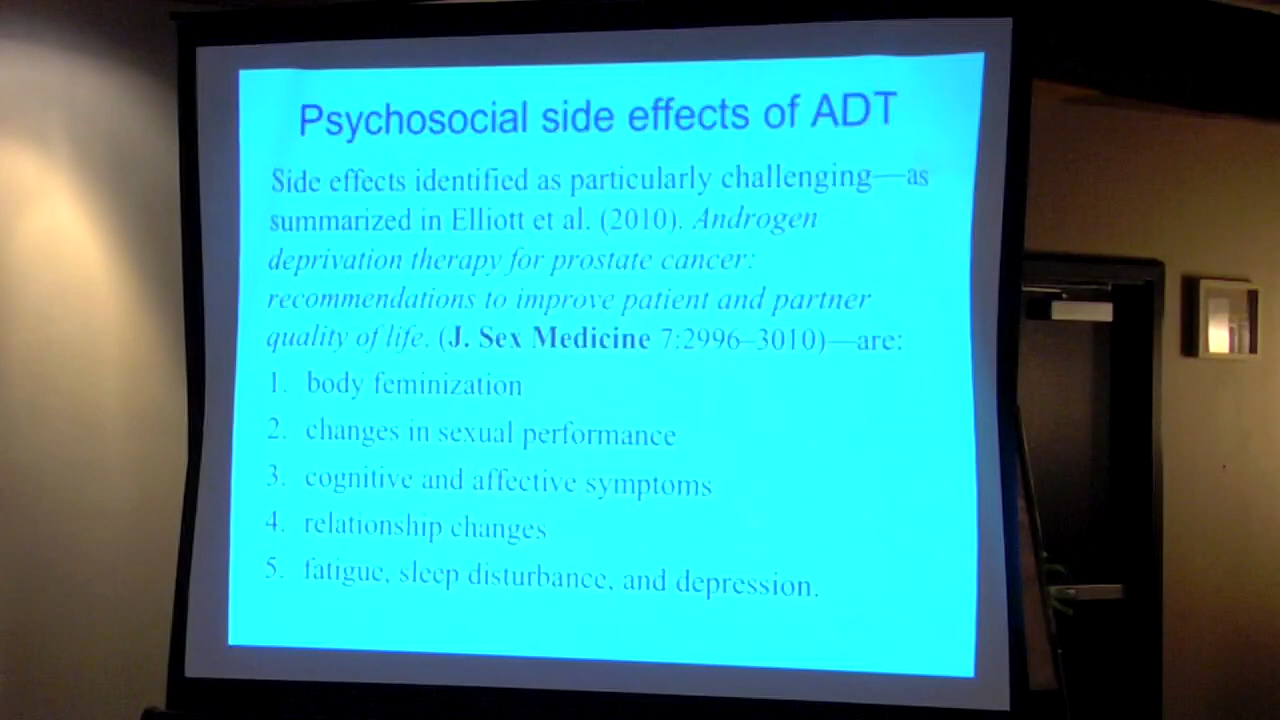 Psychosocial side effects of ADT
Side effects identified as particularly challenging—as
summarized in Elliott et al. (2010). Androgen
deprivation therapy for prostate cancer:
recommendations to improve patient and partner
quality of life. (J. Sex Medicine 7:2996–3010)—are:
1. body feminization
2. changes in sexual performance
3. cognitive and affective symptoms
4. relationship changes
5. fatigue, sleep disturbance, and depression.